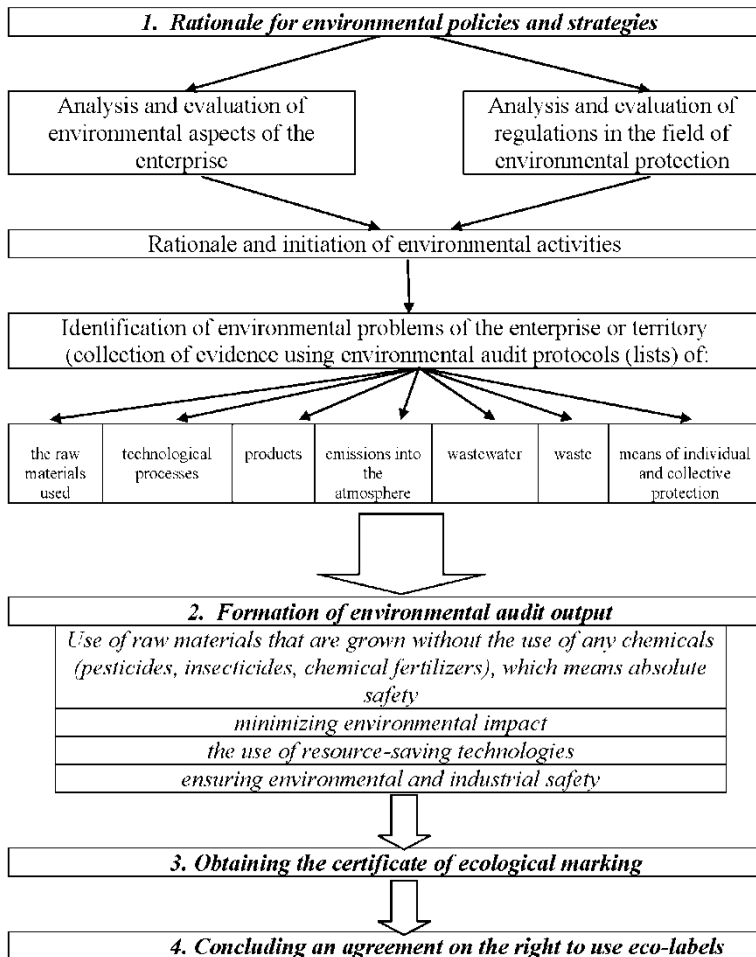 1. Rationale for environmental policies and strategies
Analysis and evaluation of
environmental aspects of the
enterprise
Analysis and evaluation of
regulations in the field of
environmental protection
Rationale and initiation of environmental activities
Identification of environmental problems of the enterprise or territory
(collection of evidence using environmental audit protocols (lists) of:
the raw
materials
used
technological
processes
products
emissions into
the
atmosphere
wastewater
waste
means of individual
and collective
protection
2. Formation of environmental audit output
Use of raw materials that are grown without the use of any chemicals
(pesticides, insecticides, chemical fertilizers), which means absolute
safety
minimizing environmental impact
the use of resource-saving technologies
ensuring environmental and industrial safety
3. Obtaining the certificate of ecological marking
4. Concluding an agreement on the right to use eco-labels